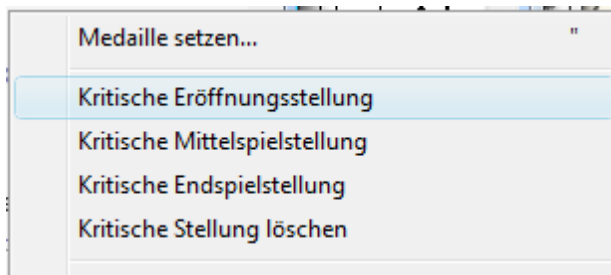 Medaille setzen... "
Kritische Eröffnungsstellung
Kritische Mittelspielstellung
Kritische Endspielstellung
Kritische Stellung löschen